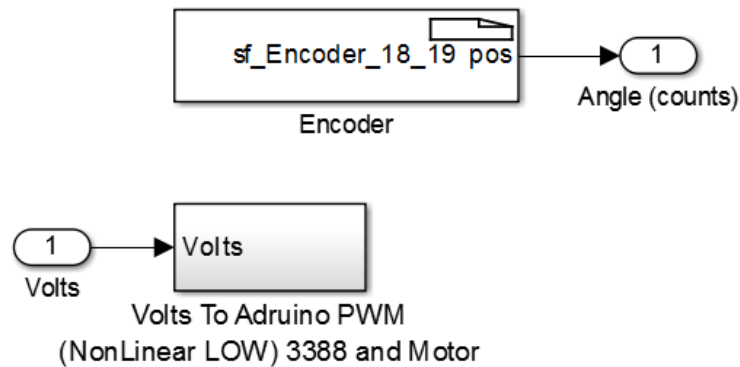 sf_Encoder_18_19 pos
1
Angle (counts)
Encoder
1
Volts
Volts
Volts To Adruino PWM
(NonLinear LOW) 3388 and Motor